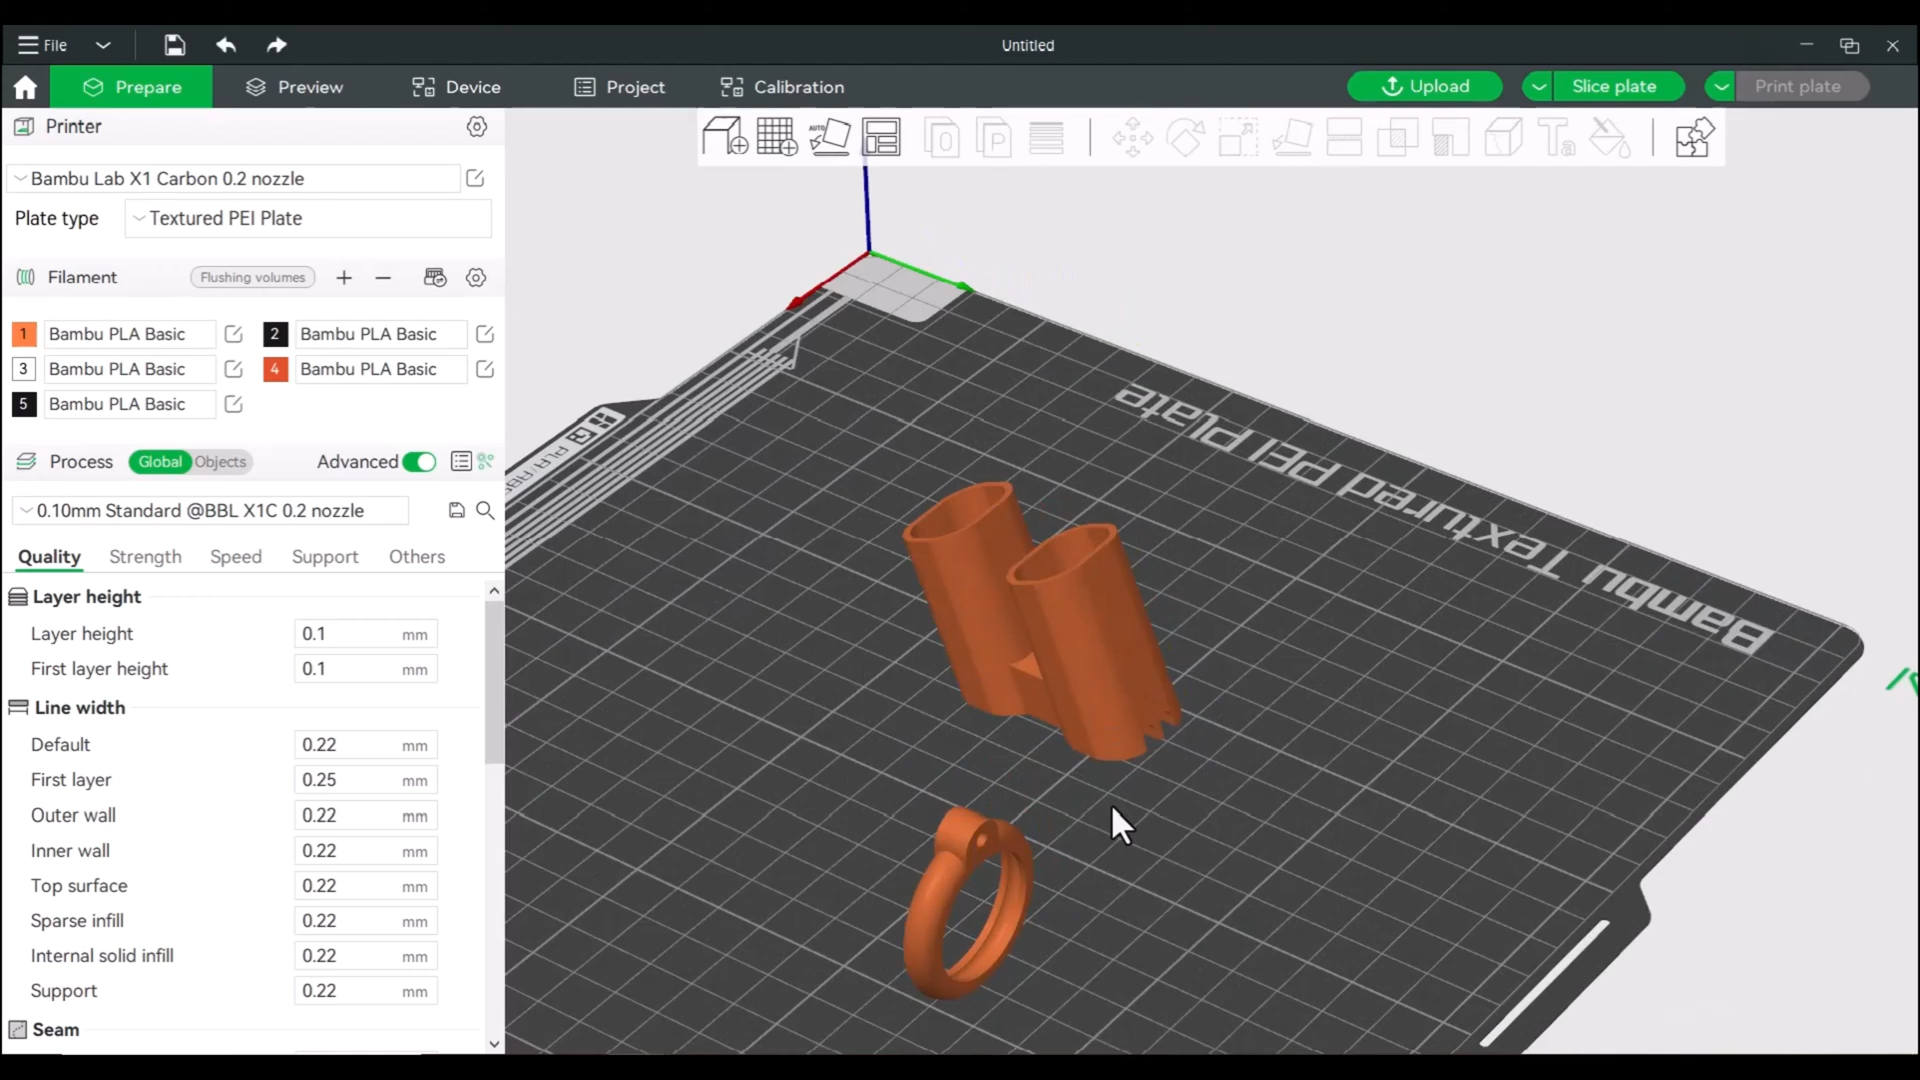 File
Untitled
Prepare
Preview
Device
Project
Calibration
Upload
Slice plate
Print plate
Printer
AUTO
Bambu Lab X1 Carbon 0.2 nozzle
Plate type
Textured PEI Plate
Filament
Flushing volumes
1 Bambu PLA Basic
2 Bambu PLA Basic
3 Bambu PLA Basic
4 Bambu PLA Basic
5 Bambu PLA Basic
Process
Global
Objects
Advanced
0.10mm Standard @BBL X1C 0.2 nozzle
Quality
Strength
Speed
Support
Others
Layer height
Layer height 0.1 mm
First layer height 0.1 mm
Line width
Default 0.22 mm
First layer 0.25 mm
Outer wall 0.22 mm
Inner wall 0.22 mm
Top surface 0.22 mm
Sparse infill 0.22 mm
Internal solid infill 0.22 mm
Support 0.22 mm
Seam
Bambu Textured PEI Plate